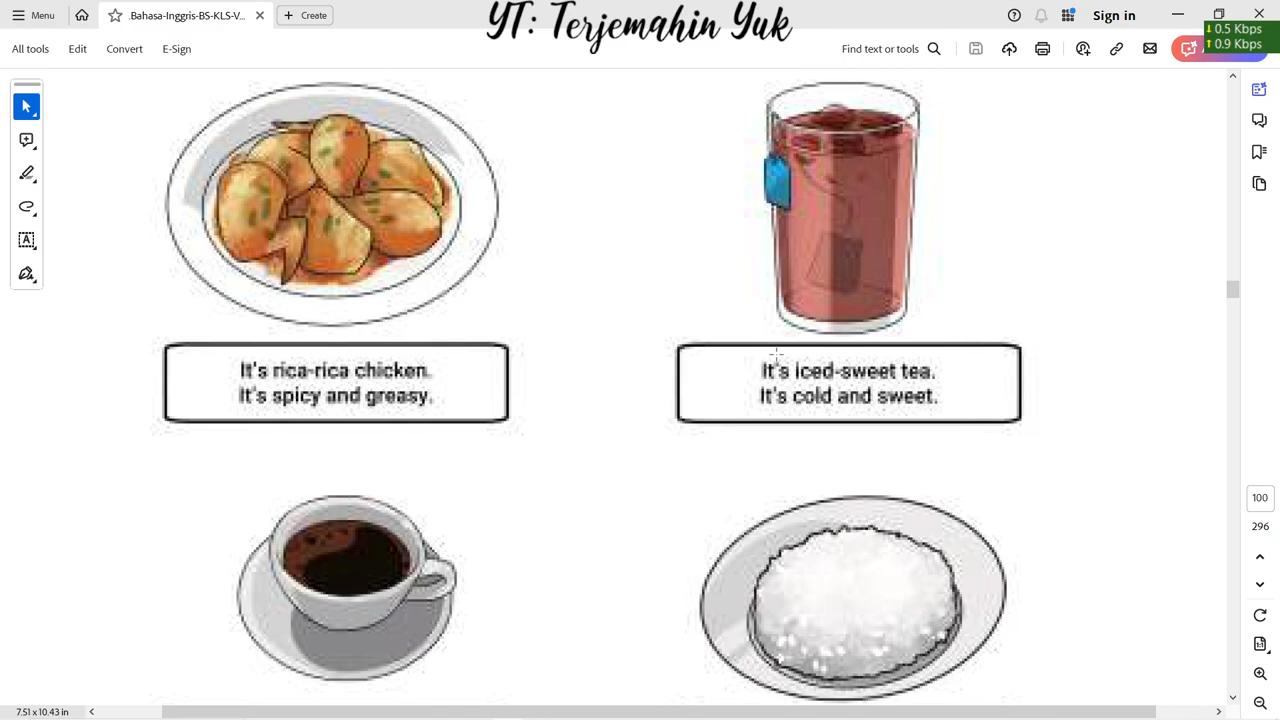 Menu
.Bahasa-Inggris-BS-KLS-V...
Create
YT: Terjemahin Yuk
Sign in
0.5 Kbps
0.9 Kbps
All tools
Edit
Convert
E-Sign
Find text or tools
It's rica-rica chicken.
It's spicy and greasy.
It's iced-sweet tea.
It's cold and sweet.
100
296
7.51 x 10.43 in